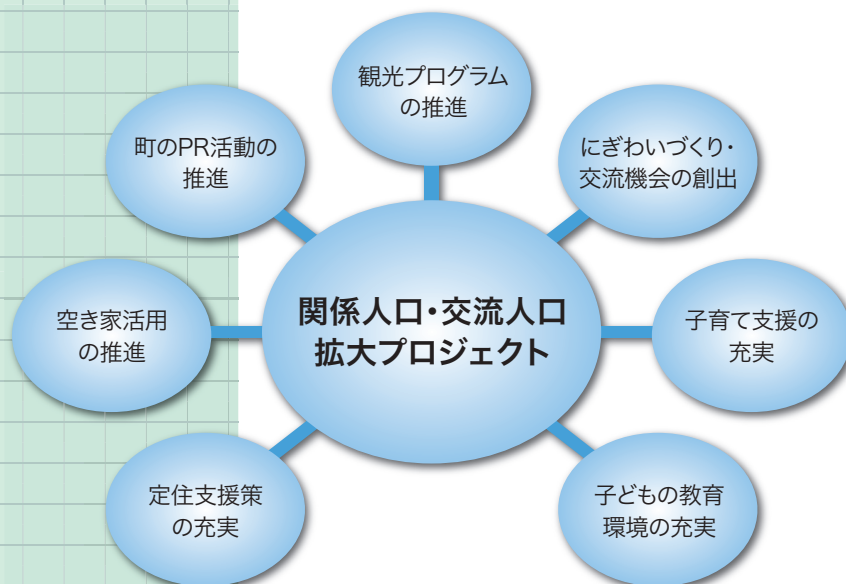 観光プログラム
の推進
町のPR活動の
推進
にぎわいづくり・
交流機会の創出
関係人口・交流人口
拡大プロジェクト
空き家活用
の推進
子育て支援の
充実
定住支援策
の充実
子どもの教育
環境の充実